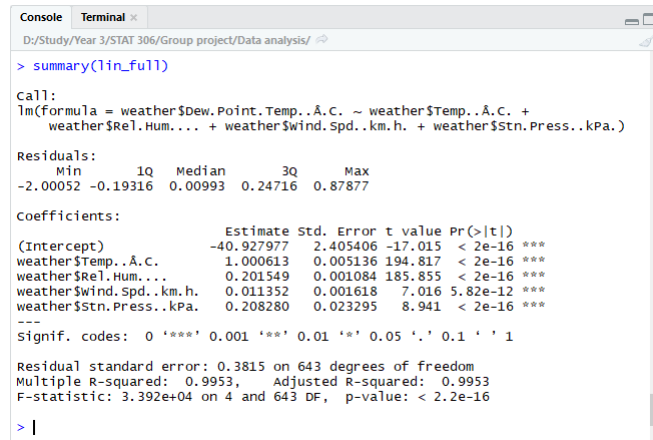 Console Terminal ×
D:/Study/Year 3/STAT 306/Group project/Data analysis/
> summary(lin_full)
Call:
lm(formula = weather$Dew.Point.Temp..Â.C. ~ weather$Temp..Â.C. +
    weather$Rel.Hum.... + weather$Wind.Spd..km.h. + weather$Stn.Press..kPa.)
Residuals:
     Min       1Q   Median       3Q      Max
-2.00052 -0.19316  0.00993  0.24716  0.87877
Coefficients:
                          Estimate Std. Error t value Pr(>|t|)
(Intercept)             -40.927977   2.405406 -17.015  < 2e-16 ***
weather$Temp..Â.C.        1.000613   0.005136 194.817  < 2e-16 ***
weather$Rel.Hum....       0.201549   0.001084 185.855  < 2e-16 ***
weather$Wind.Spd..km.h.   0.011352   0.001618   7.016 5.82e-12 ***
weather$Stn.Press..kPa.   0.208280   0.023295   8.941  < 2e-16 ***
---
Signif. codes:  0 ‘***’ 0.001 ‘**’ 0.01 ‘*’ 0.05 ‘.’ 0.1 ‘ ’ 1
Residual standard error: 0.3815 on 643 degrees of freedom
Multiple R-squared:  0.9953,    Adjusted R-squared:  0.9953
F-statistic: 3.392e+04 on 4 and 643 DF,  p-value: < 2.2e-16
>